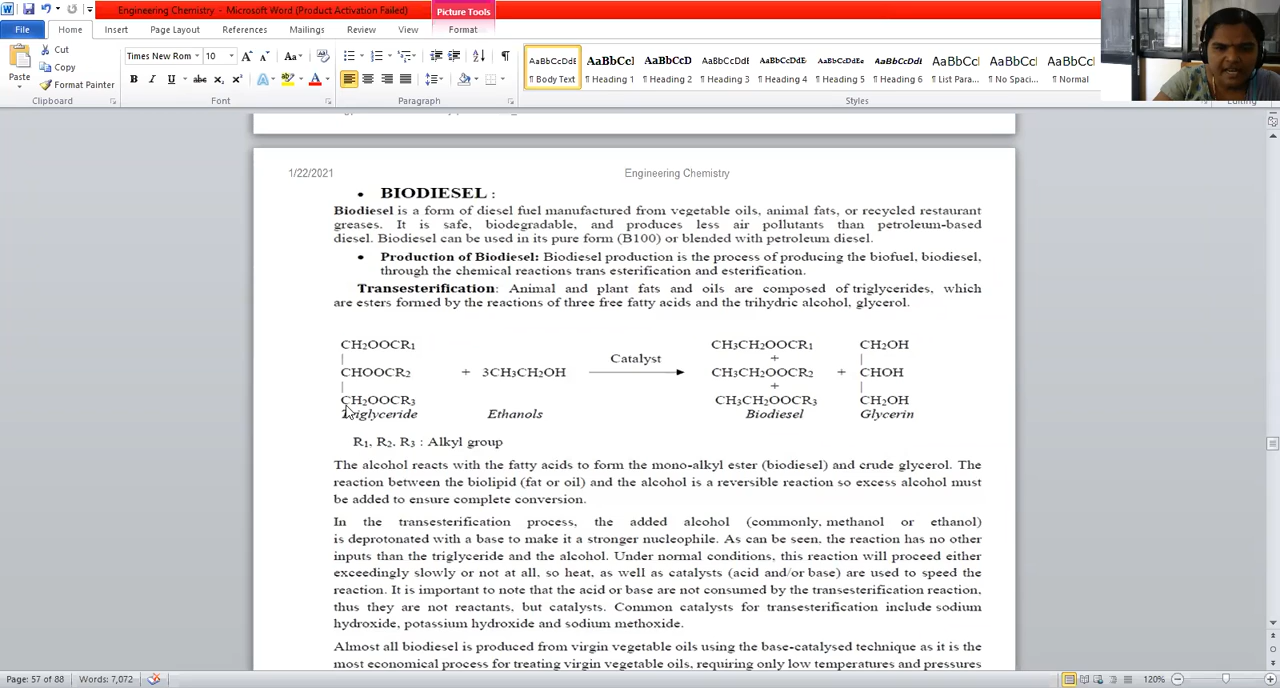 Engineering Chemistry - Microsoft Word (Product Activation Failed)
Picture Tools
File Home Insert Page Layout References Mailings Review View Format
Paste
Cut
Copy
Format Painter
Clipboard
Times New Rom 10
Font
Paragraph
AaBbCcDdE AaBbCc] AaBbCcD AaBbCcDdI AaBbCcDdE AaBbCcDdEe AaBbCcDdI AaBbC( AaBbC( AaBbC(
¶ Body Text ¶ Heading 1 ¶ Heading 2 ¶ Heading 3 ¶ Heading 4 ¶ Heading 5 ¶ Heading 6 ¶ List Para... ¶ No Spaci... ¶ Normal
Styles
Editing
1/22/2021 Engineering Chemistry
• BIODIESEL :
Biodiesel is a form of diesel fuel manufactured from vegetable oils, animal fats, or recycled restaurant
greases. It is safe, biodegradable, and produces less air pollutants than petroleum-based
diesel. Biodiesel can be used in its pure form (B100) or blended with petroleum diesel.
• Production of Biodiesel: Biodiesel production is the process of producing the biofuel, biodiesel,
through the chemical reactions trans esterification and esterification.
Transesterification: Animal and plant fats and oils are composed of triglycerides, which
are esters formed by the reactions of three free fatty acids and the trihydric alcohol, glycerol.
CH₂OOCR₁ CH₃CH₂OOCR₁ CH₂OH
| Catalyst + |
CHOOCR₂ + 3CH₃CH₂OH CH₃CH₂OOCR₂ + CHOH
| + |
CH₂OOCR₃ CH₃CH₂OOCR₃ CH₂OH
Triglyceride Ethanols Biodiesel Glycerin
R₁, R₂, R₃ : Alkyl group
The alcohol reacts with the fatty acids to form the mono-alkyl ester (biodiesel) and crude glycerol. The
reaction between the biolipid (fat or oil) and the alcohol is a reversible reaction so excess alcohol must
be added to ensure complete conversion.
In the transesterification process, the added alcohol (commonly, methanol or ethanol)
is deprotonated with a base to make it a stronger nucleophile. As can be seen, the reaction has no other
inputs than the triglyceride and the alcohol. Under normal conditions, this reaction will proceed either
exceedingly slowly or not at all, so heat, as well as catalysts (acid and/or base) are used to speed the
reaction. It is important to note that the acid or base are not consumed by the transesterification reaction,
thus they are not reactants, but catalysts. Common catalysts for transesterification include sodium
hydroxide, potassium hydroxide and sodium methoxide.
Almost all biodiesel is produced from virgin vegetable oils using the base-catalysed technique as it is the
most economical process for treating virgin vegetable oils, requiring only low temperatures and pressures
Page: 57 of 88 Words: 7,072 120%